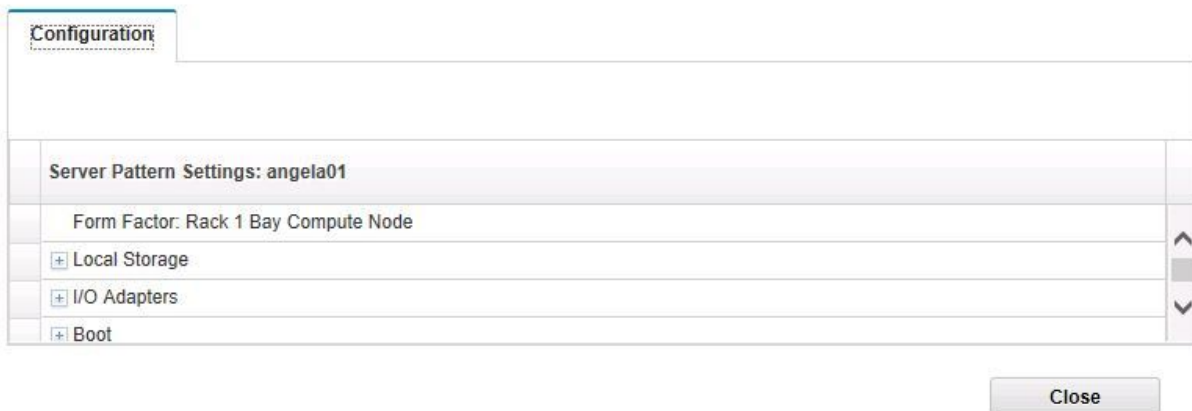 Configuration
Server Pattern Settings: angela01
Form Factor: Rack 1 Bay Compute Node
Local Storage
I/O Adapters
Boot
Close